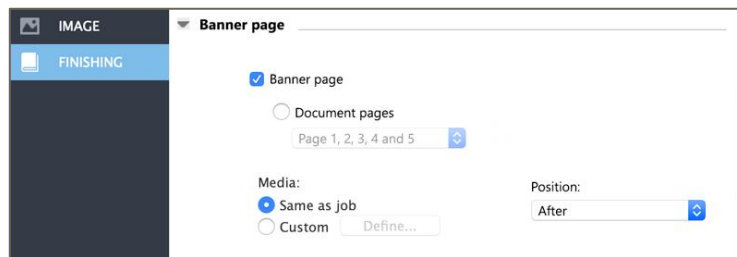 IMAGE
FINISHING
Banner page
Banner page
Document pages
Page 1, 2, 3, 4 and 5
Media:
Same as job
Custom
Define...
Position:
After